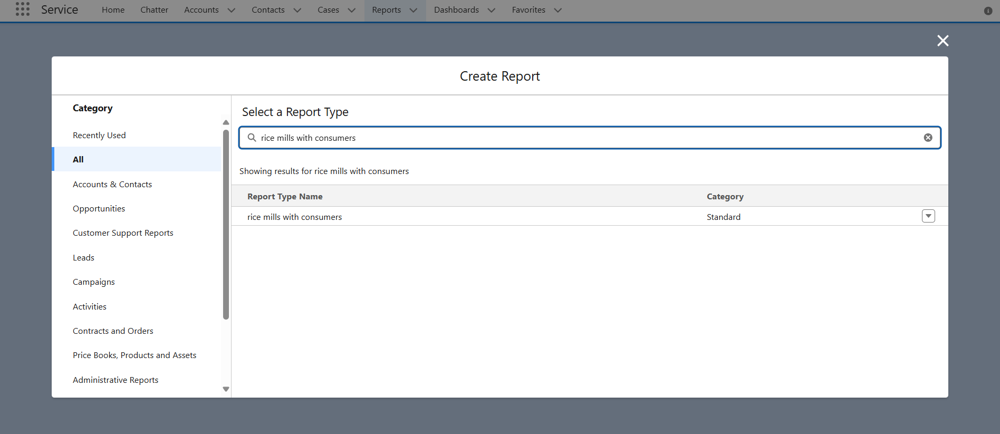 Service Home Chatter Accounts Contacts Cases Reports Dashboards Favorites
Create Report
Category
Recently Used
All
Accounts & Contacts
Opportunities
Customer Support Reports
Leads
Campaigns
Activities
Contracts and Orders
Price Books, Products and Assets
Administrative Reports
Select a Report Type
rice mills with consumers
Showing results for rice mills with consumers
Report Type Name Category
rice mills with consumers Standard